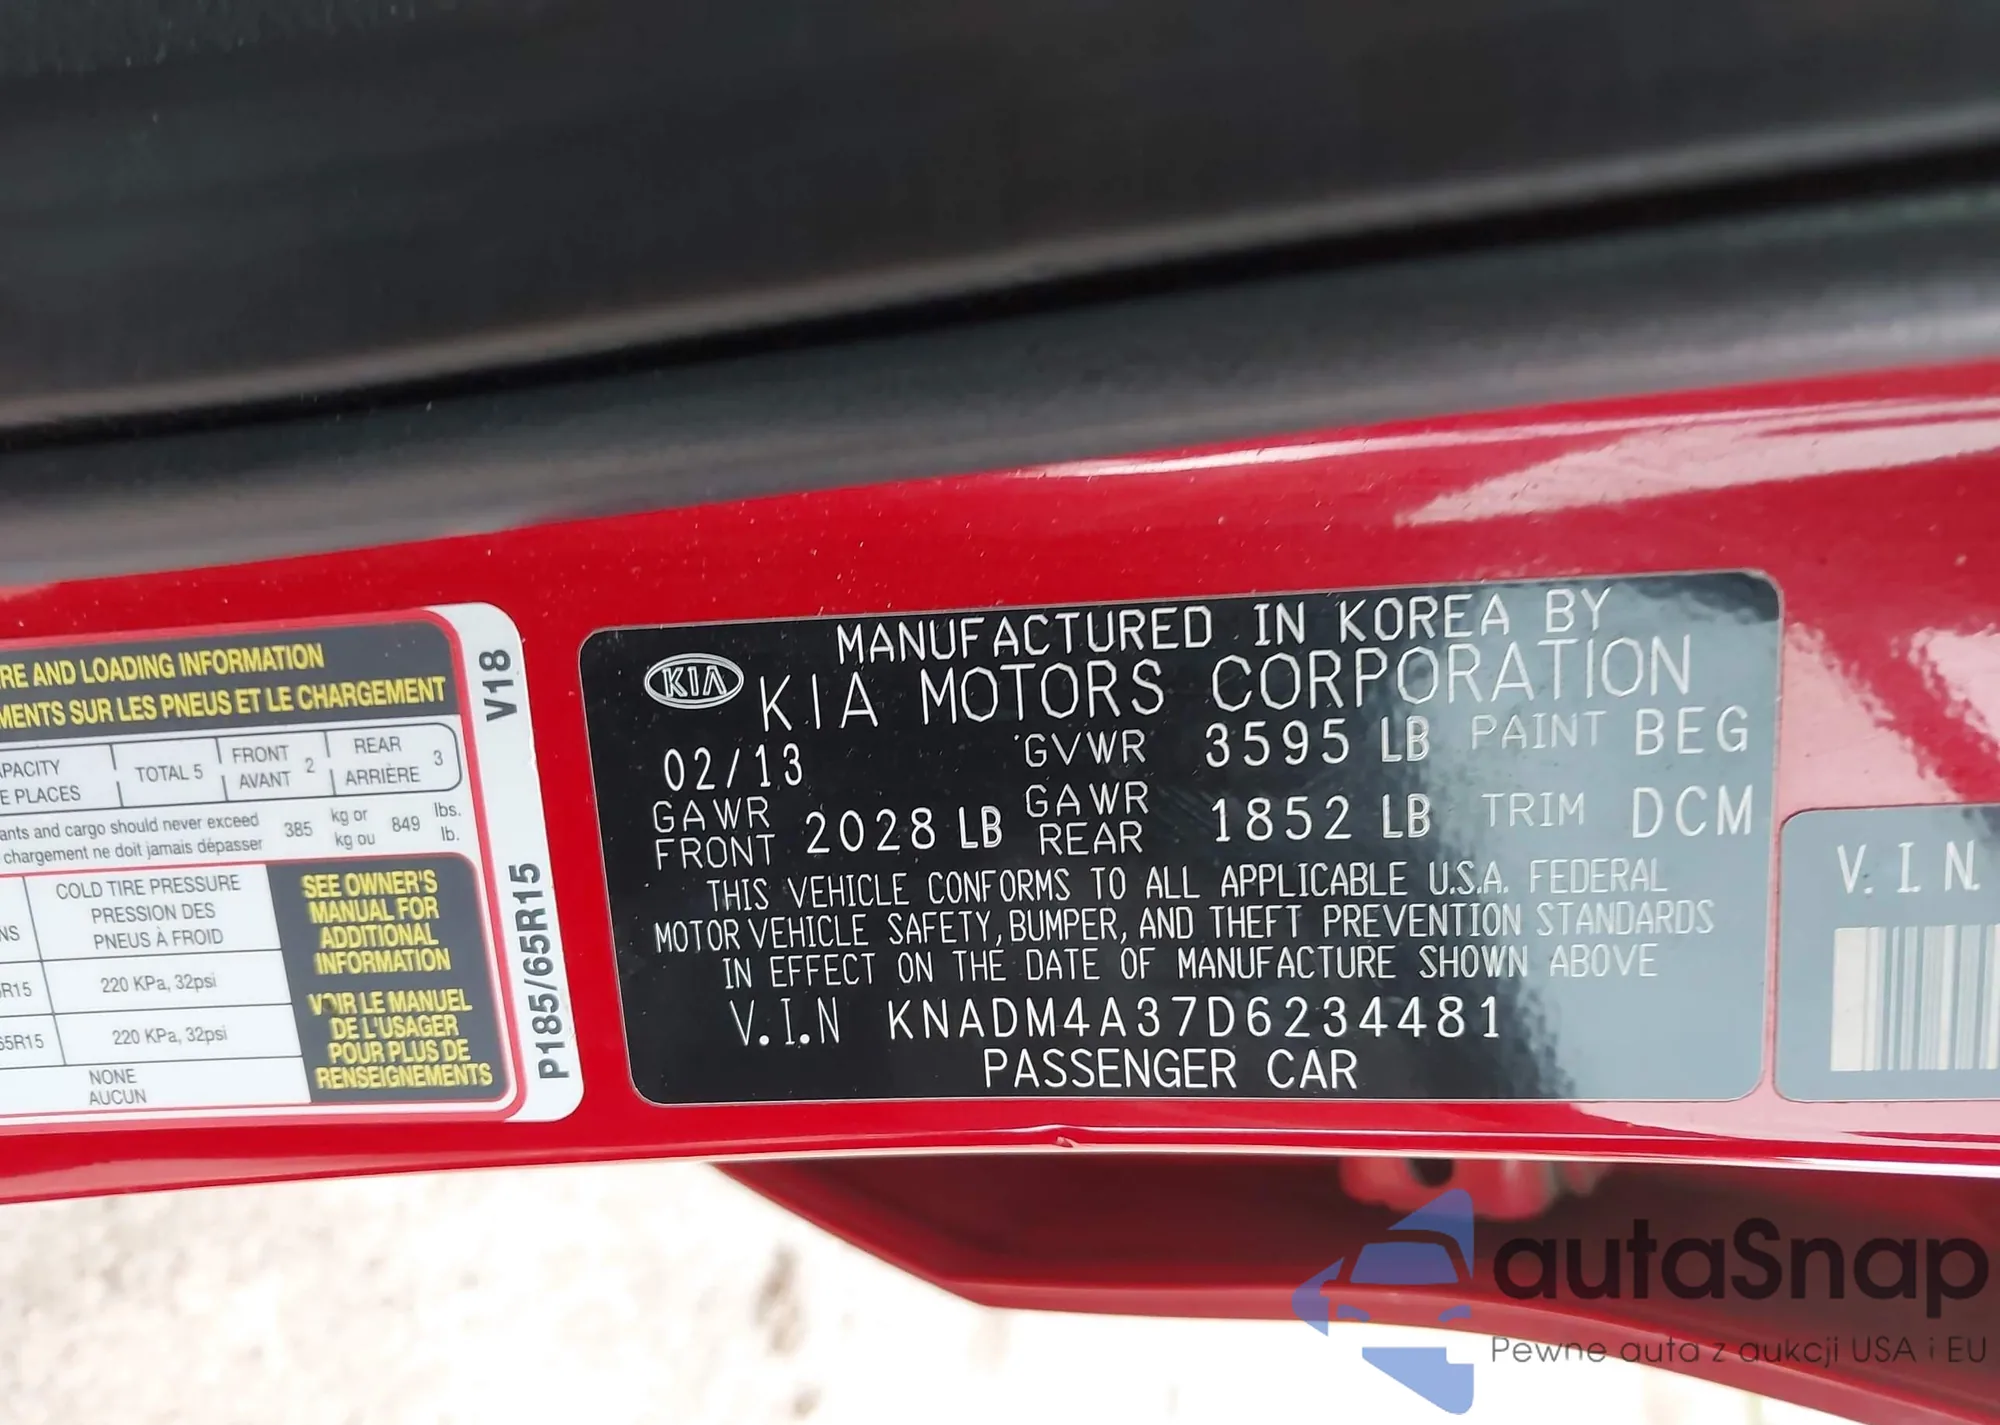 RE AND LOADING INFORMATION
MENTS SUR LES PNEUS ET LE CHARGEMENT
PACITY
E PLACES
TOTAL 5
FRONT
AVANT
2
REAR
ARRIÈRE
3
ants and cargo should never exceed
chargement ne doit jamais dépasser
385
kg or
kg ou
849
lbs.
lb.
NS
COLD TIRE PRESSURE
PRESSION DES
PNEUS À FROID
R15
220 KPa, 32psi
65R15
220 KPa, 32psi
NONE
AUCUN
SEE OWNER'S
MANUAL FOR
ADDITIONAL
INFORMATION
VOIR LE MANUEL
DE L'USAGER
POUR PLUS DE
RENSEIGNEMENTS
V18
P185/65R15
MANUFACTURED IN KOREA BY
KIA
KIA MOTORS CORPORATION
02/13 GVWR 3595 LB PAINT BEG
GAWR FRONT 2028 LB GAWR REAR 1852 LB TRIM DCM
THIS VEHICLE CONFORMS TO ALL APPLICABLE U.S.A. FEDERAL
MOTOR VEHICLE SAFETY, BUMPER, AND THEFT PREVENTION STANDARDS
IN EFFECT ON THE DATE OF MANUFACTURE SHOWN ABOVE
V.I.N KNADM4A37D6234481
PASSENGER CAR
V.I.N.
autaSnap
Pewne auta z aukcji USA i EU